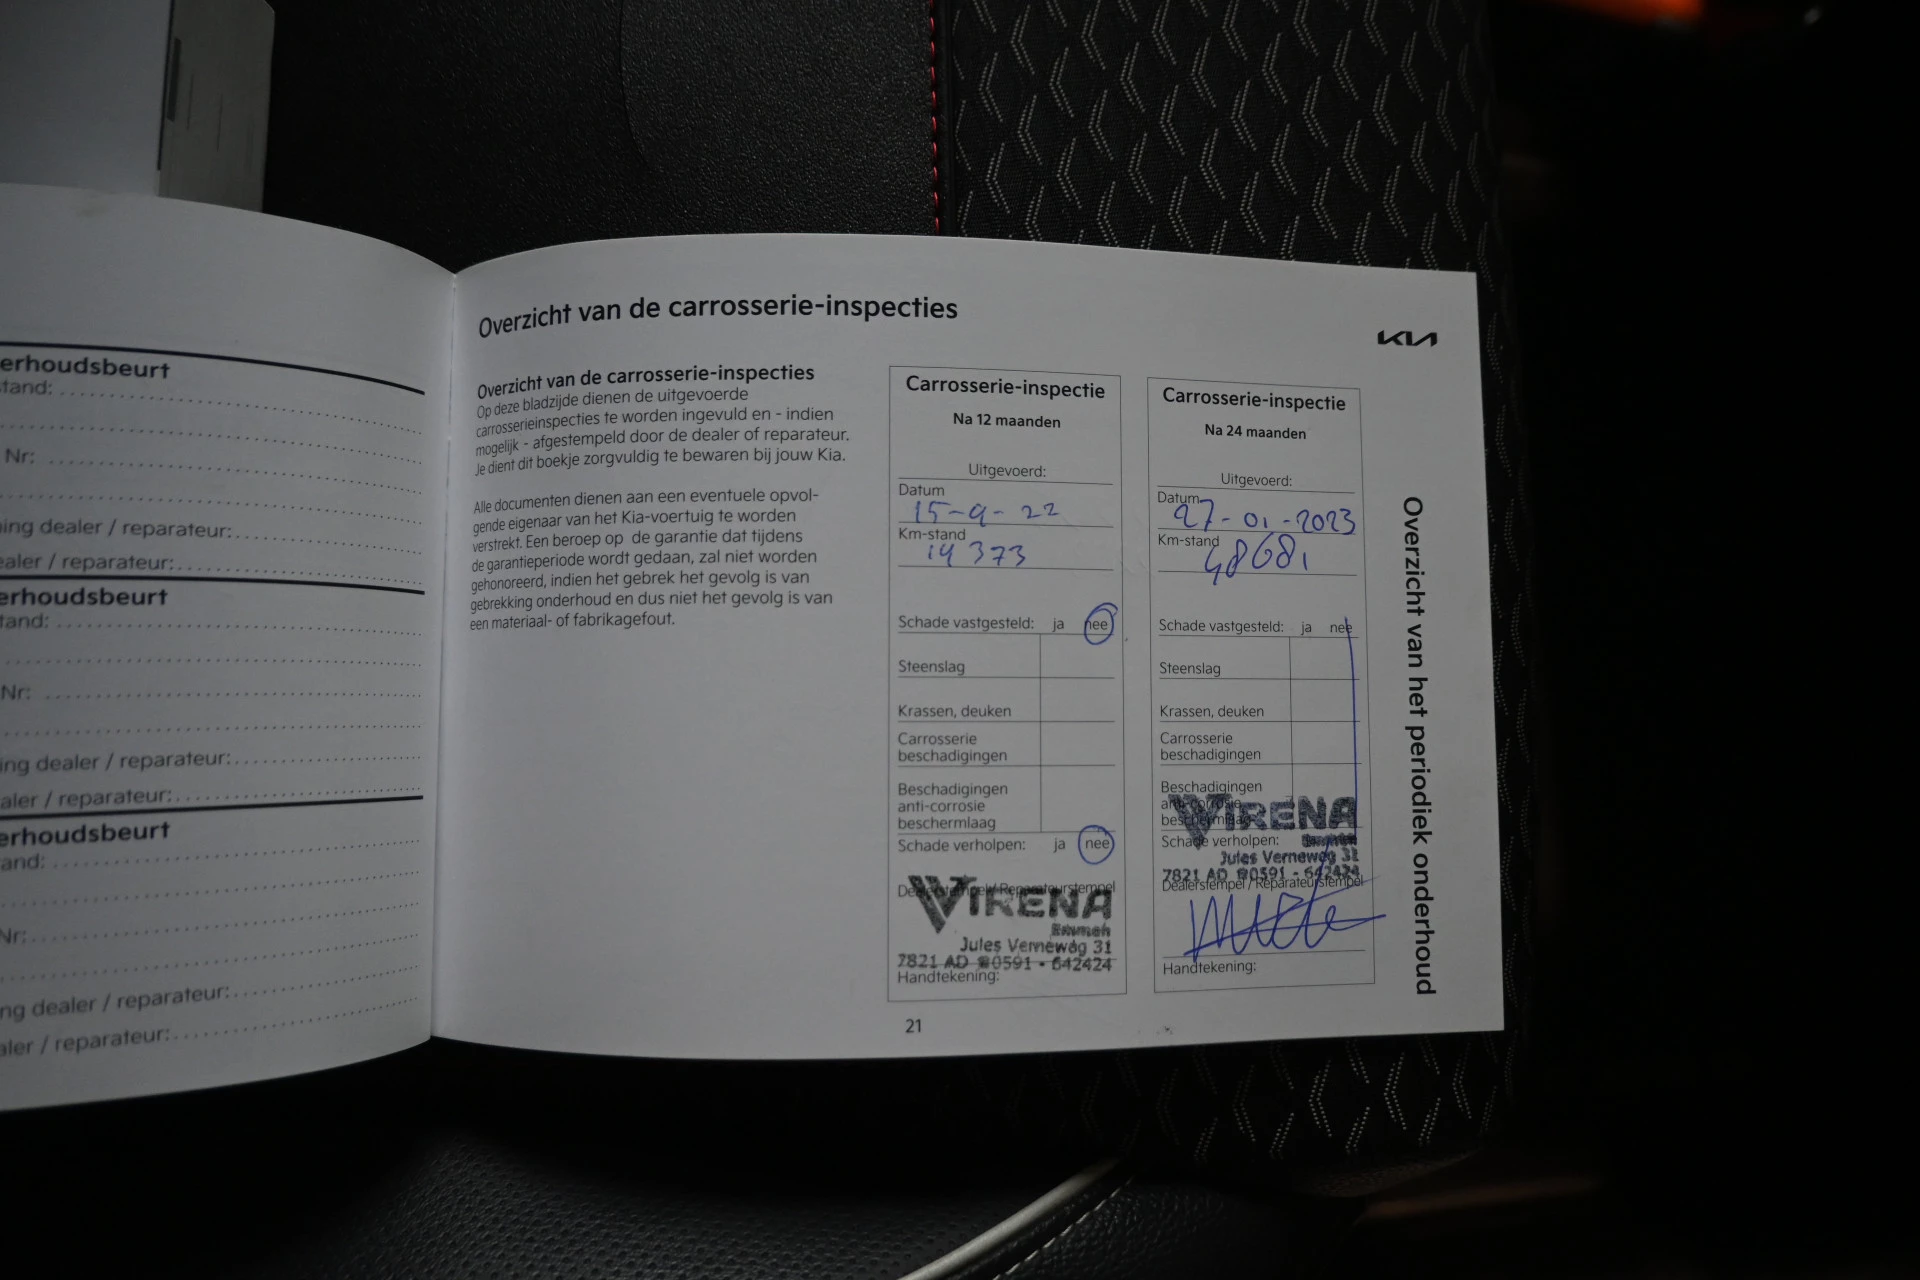 erhoudsbeurt
tand:
Nr:
ing dealer / reparateur:
ealer / reparateur:
erhoudsbeurt
tand:
Nr:
ing dealer / reparateur:
aler / reparateur:
erhoudsbeurt
and:
Nr:
ng dealer / reparateur:
aler / reparateur:
Overzicht van de carrosserie-inspecties
KIA
Overzicht van de carrosserie-inspecties
Op deze bladzijde dienen de uitgevoerde
carrosserieinspecties te worden ingevuld en - indien
mogelijk - afgestempeld door de dealer of reparateur.
Je dient dit boekje zorgvuldig te bewaren bij jouw Kia.
Alle documenten dienen aan een eventuele opvol-
gende eigenaar van het Kia-voertuig te worden
verstrekt. Een beroep op de garantie dat tijdens
de garantieperiode wordt gedaan, zal niet worden
gehonoreerd, indien het gebrek het gevolg is van
gebrekking onderhoud en dus niet het gevolg is van
een materiaal- of fabrikagefout.
Carrosserie-inspectie
Na 12 maanden
Uitgevoerd:
Datum
15-9-22
Km-stand
14373
Schade vastgesteld: ja nee
Steenslag
Krassen, deuken
Carrosserie
beschadigingen
Beschadigingen
anti-corrosie
beschermlaag
Schade verholpen: ja nee
Dealerstempel / Reparateurstempel
VIRENA
Emmen
Jules Verneweg 31
7821 AD ☎0591 - 642424
Handtekening:
Carrosserie-inspectie
Na 24 maanden
Uitgevoerd:
Datum
27-01-2023
Km-stand
48681
Schade vastgesteld: ja nee
Steenslag
Krassen, deuken
Carrosserie
beschadigingen
Beschadigingen
anti-corrosie
beschermlaag
VIRENA
Schade verholpen:
Emmen
Jules Verneweg 31
7821 AD ☎0591 - 642424
Dealerstempel / Reparateurstempel
Handtekening:
Overzicht van het periodiek onderhoud
21